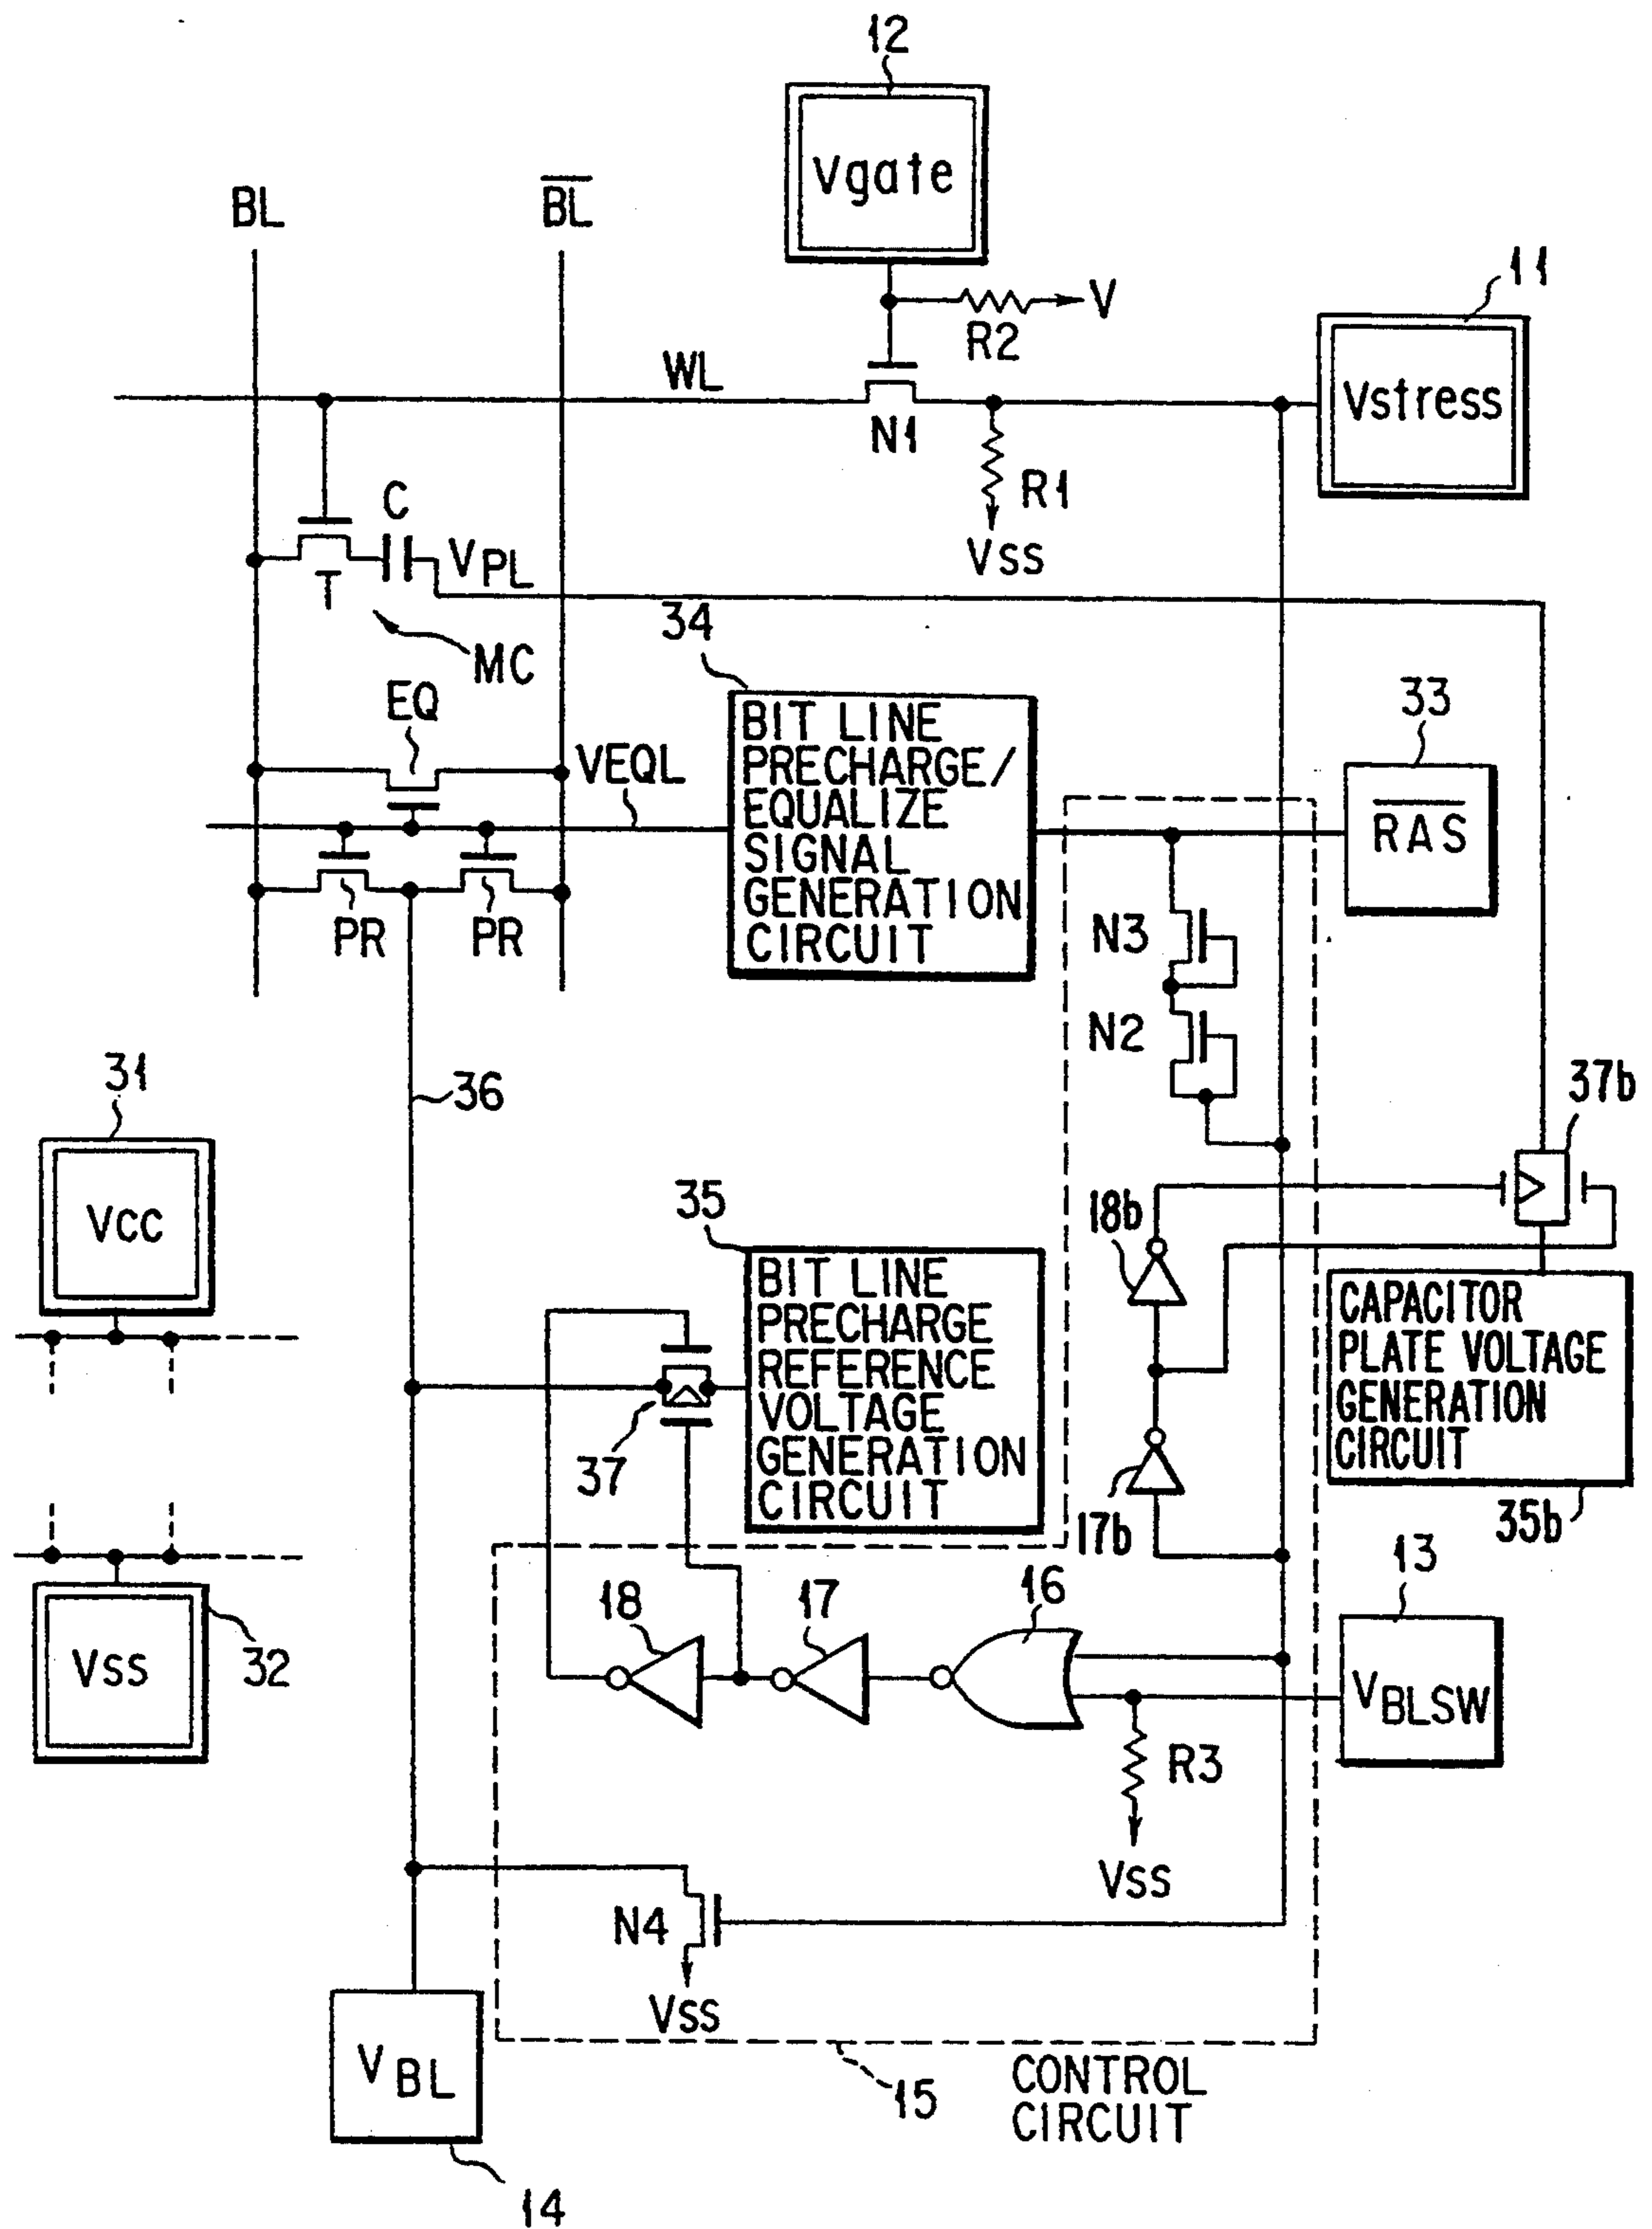 12
Vgate
BL
B̅L̅
11
V
R2
WL
Vstress
N1
R1
C
VPL
Vss
T
34
MC
33
EQ
BIT LINE
PRECHARGE/
EQUALIZE
SIGNAL
GENERATION
CIRCUIT
VEQL
R̅A̅S̅
N3
PR
PR
N2
31
36
37b
Vcc
35
18b
BIT LINE
PRECHARGE
REFERENCE
VOLTAGE
GENERATION
CIRCUIT
CAPACITOR
PLATE VOLTAGE
GENERATION
CIRCUIT
37
17b
35b
13
18
17
16
Vss
32
VBLSW
R3
Vss
N4
Vss
VBL
15
CONTROL
CIRCUIT
14